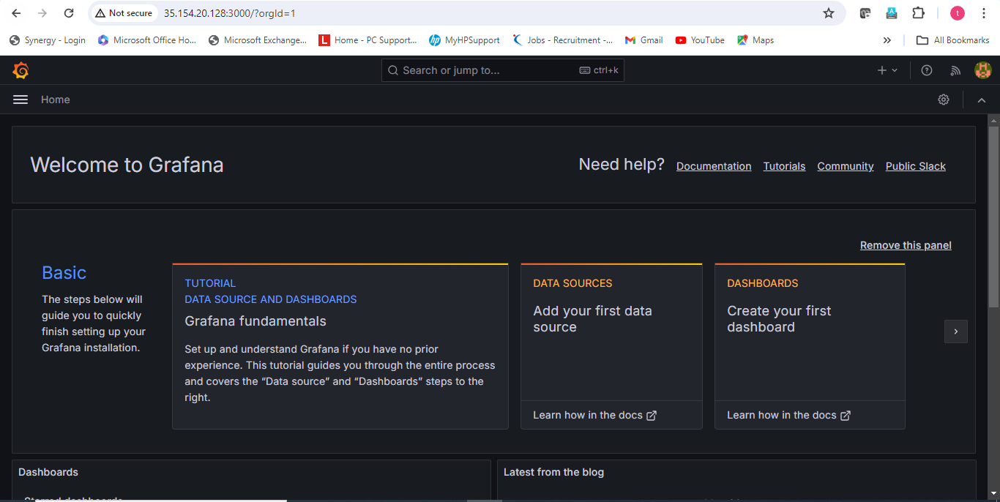 Not secure
35.154.20.128:3000/?orgId=1
t
Synergy - Login
Microsoft Office Ho...
Microsoft Exchange...
L
Home - PC Support...
hp
MyHPSupport
Jobs - Recruitment -...
Gmail
YouTube
Maps
All Bookmarks
Search or jump to...
ctrl+k
Home
Welcome to Grafana
Need help?
Documentation
Tutorials
Community
Public Slack
Remove this panel
Basic
The steps below will
guide you to quickly
finish setting up your
Grafana installation.
TUTORIAL
DATA SOURCE AND DASHBOARDS
Grafana fundamentals
Set up and understand Grafana if you have no prior
experience. This tutorial guides you through the entire process
and covers the “Data source” and “Dashboards” steps to the
right.
DATA SOURCES
Add your first data
source
Learn how in the docs
DASHBOARDS
Create your first
dashboard
Learn how in the docs
Dashboards
Starred dashboards
Latest from the blog